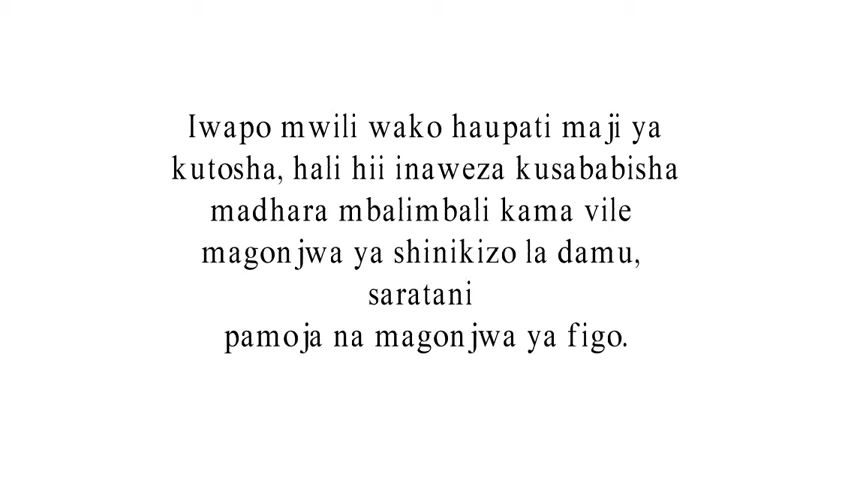 Iwapo mwili wako haupati maji ya
kutosha, hali hii inaweza kusababisha
madhara mbalimbali kama vile
magonjwa ya shinikizo la damu,
saratani
pamoja na magonjwa ya figo.